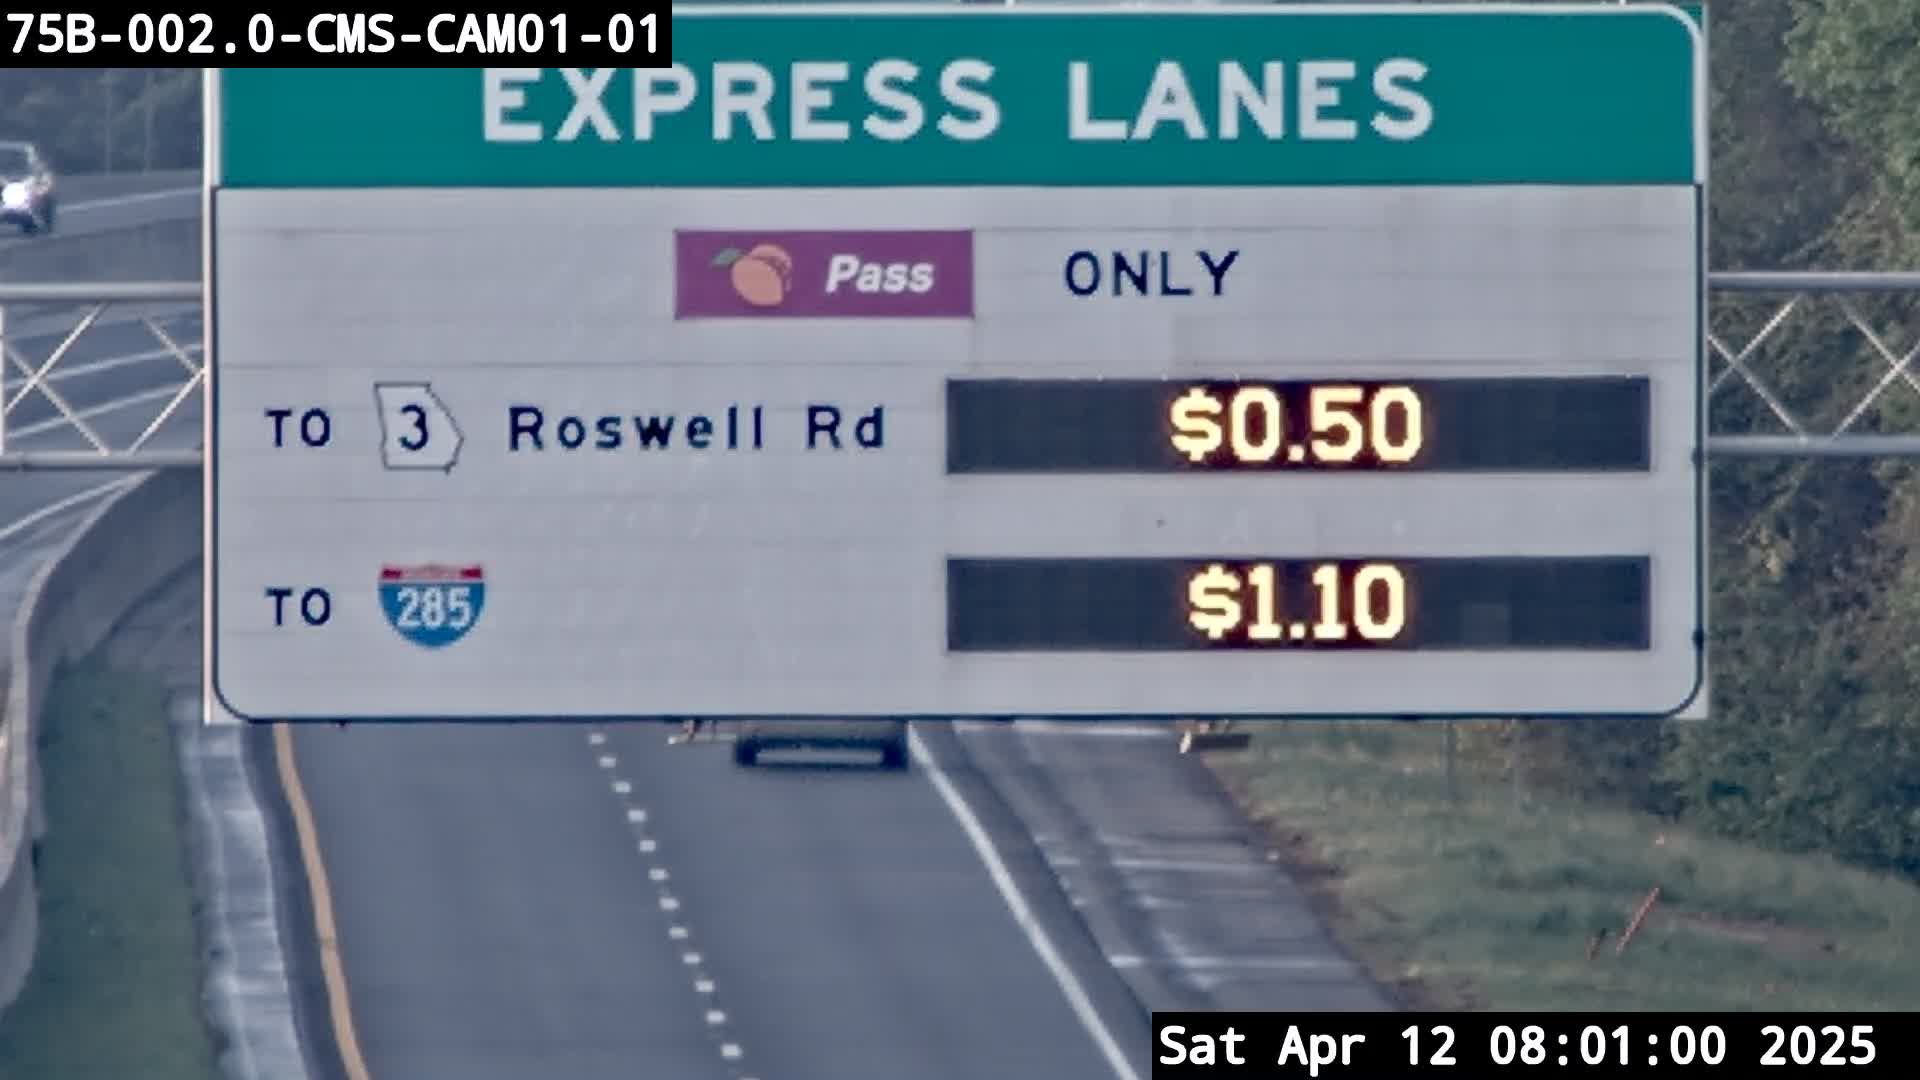 75B-002.0-CMS-CAM01-01
EXPRESS LANES
Pass ONLY
TO 3 Roswell Rd $0.50
TO 285 $1.10
Sat Apr 12 08:01:00 2025